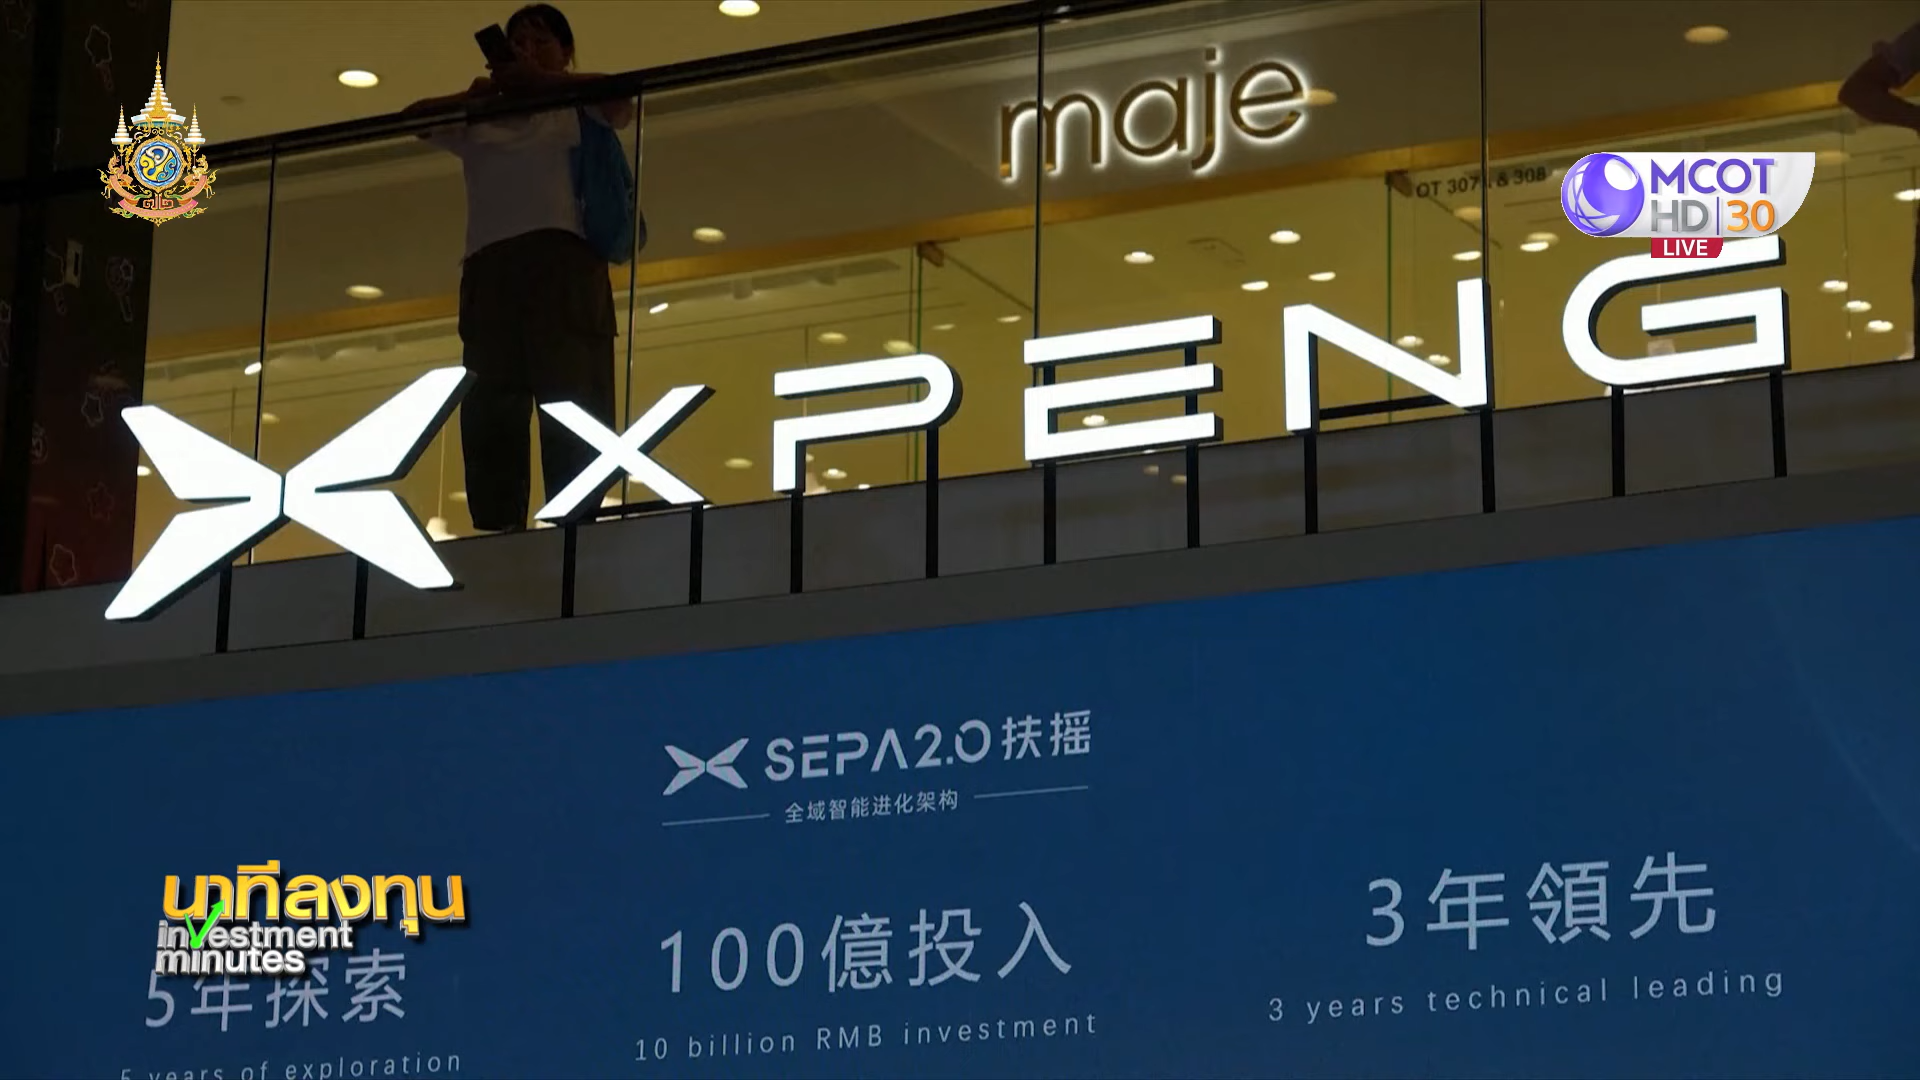 maje
QT 307A & 308
MCOT
HD 30
LIVE
XPENG
SEPA2.0 扶摇
全域智能进化架构
นาทีลงทุน
investment
minutes
5年探索
5 years of exploration
100億投入
10 billion RMB investment
3年領先
3 years technical leading